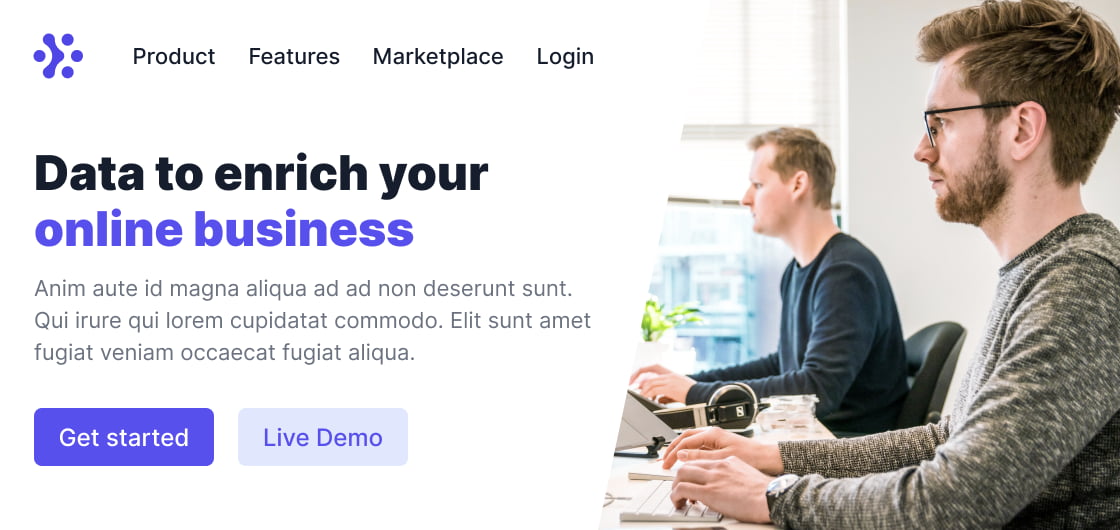 Product Features Marketplace Login
Data to enrich your
online business
Anim aute id magna aliqua ad ad non deserunt sunt.
Qui irure qui lorem cupidatat commodo. Elit sunt amet
fugiat veniam occaecat fugiat aliqua.
Get started Live Demo